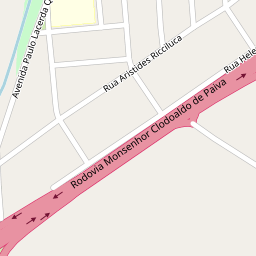 Avenida Paulo Lacerda Q
Rua Aristides Ricciluca
Rua Hele
Rodovia Monsenhor Clodoaldo de Paiva